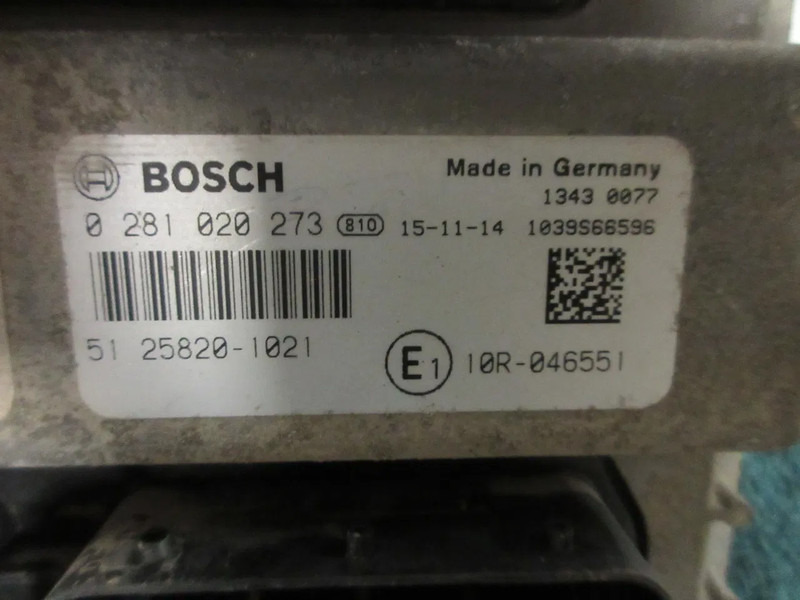 BOSCH Made in Germany
1343 0077
0 281 020 273 810 15-11-14 1039S66596
51 25820-1021
E1 10R-046551